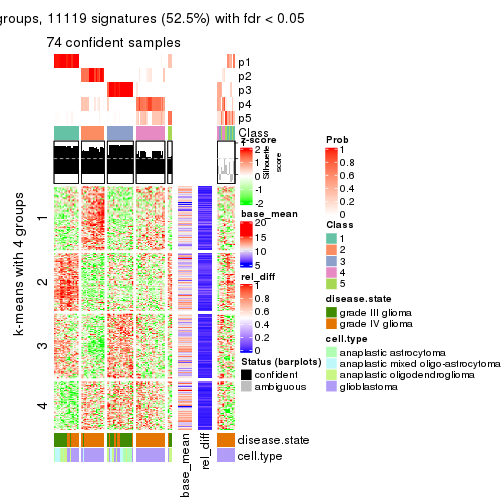 groups, 11119 signatures (52.5%) with fdr < 0.05
74 confident samples
p1
p2
p3
p4
p5
Class
z-score
2
1
0
-1
-2
Silhouette
score
base_mean
20
15
10
5
rel_diff
1
0.8
0.6
0.4
0.2
0
Status (barplots)
confident
ambiguous
Prob
1
0.8
0.6
0.4
0.2
0
Class
1
2
3
4
5
disease.state
grade III glioma
grade IV glioma
cell.type
anaplastic astrocytoma
anaplastic mixed oligo-astrocytoma
anaplastic oligodendroglioma
glioblastoma
k-means with 4 groups
1
2
3
4
disease.state
cell.type
base_mean
rel_diff